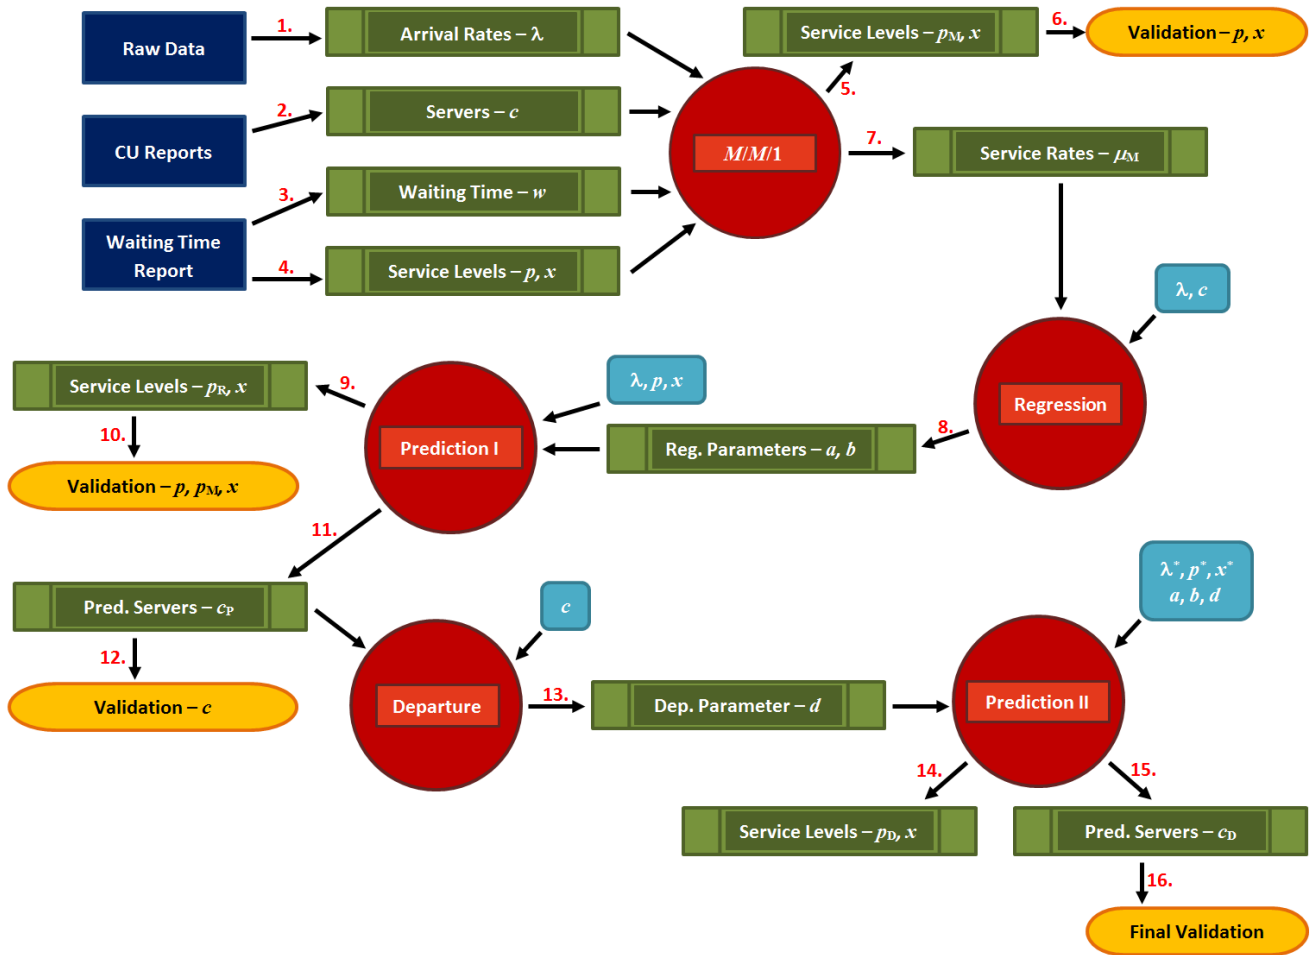 Raw Data
1.
Arrival Rates – λ
Service Levels – pM, x
6.
Validation – p, x
CU Reports
2.
Servers – c
5.
M/M/1
7.
Service Rates – μM
3.
Waiting Time – w
Waiting Time
Report
4.
Service Levels – p, x
λ, c
Service Levels – pR, x
9.
λ, p, x
Regression
10.
Prediction I
Reg. Parameters – a, b
8.
Validation – p, pM, x
11.
Pred. Servers – cP
c
λ*, p*, x*
a, b, d
12.
Validation – c
Departure
13.
Dep. Parameter – d
Prediction II
14.
15.
Service Levels – pD, x
Pred. Servers – cD
16.
Final Validation